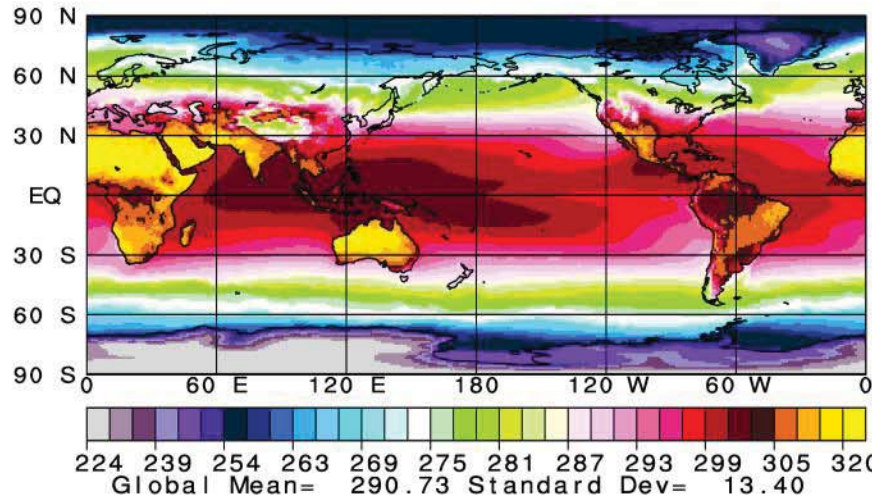 90 N
60 N
30 N
EQ
30 S
60 S
90 S
0 60 E 120 E 180 120 W 60 W 0
224 239 254 263 269 275 281 287 293 299 305 320
Global Mean= 290.73 Standard Dev= 13.40